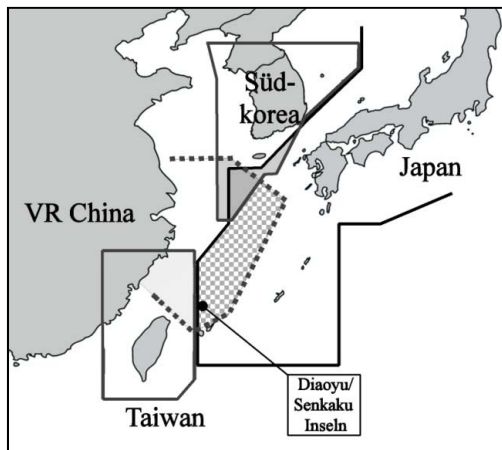 Süd-
korea
Japan
VR China
Diaoyu/
Senkaku
Inseln
Taiwan